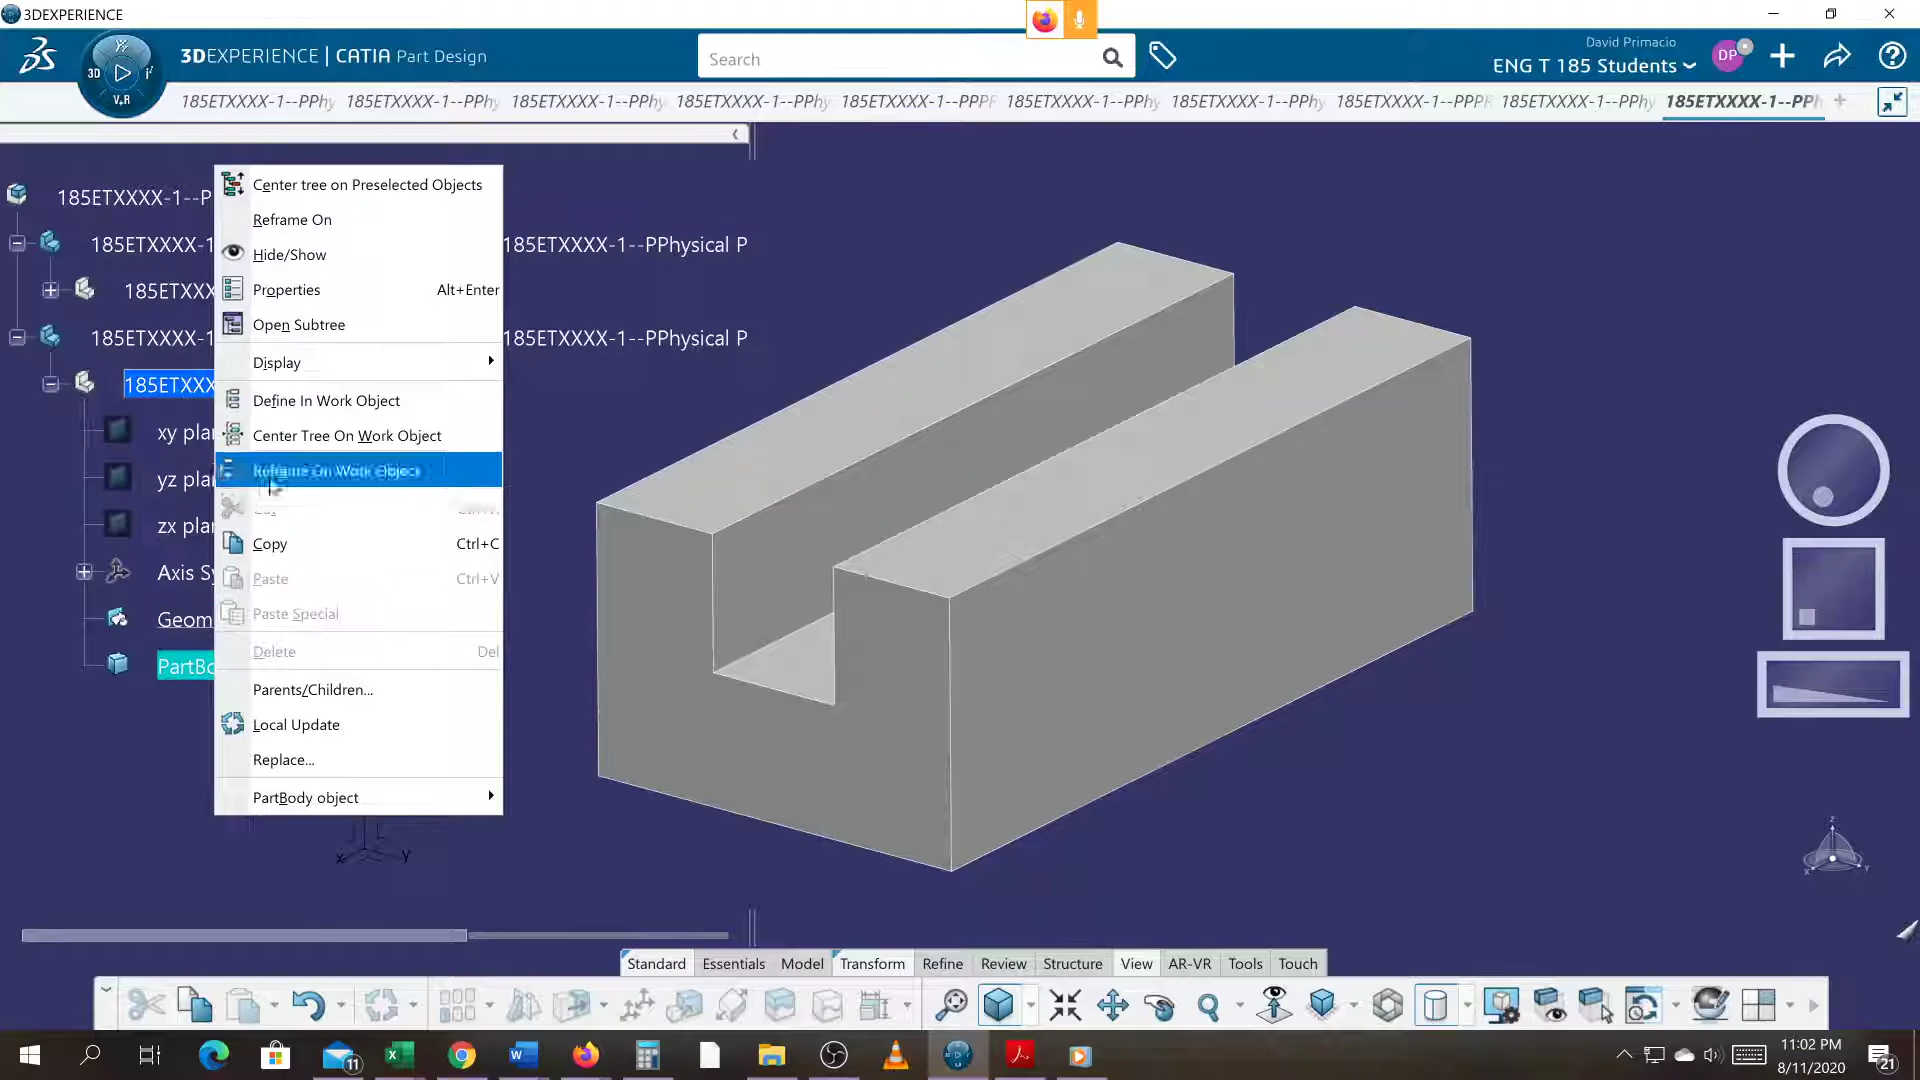 3DEXPERIENCE
3DEXPERIENCE | CATIA Part Design
Search
David Primacio
ENG T 185 Students
DP
3D
V.R
185ETXXXX-1--PPhy 185ETXXXX-1--PPhy 185ETXXXX-1--PPhy 185ETXXXX-1--PPhy 185ETXXXX-1--PPPF 185ETXXXX-1--PPhy 185ETXXXX-1--PPhy 185ETXXXX-1--PPPR 185ETXXXX-1--PPhy 185ETXXXX-1--PPh
185ETXXXX-1--P
185ETXXXX-1 185ETXXXX-1--PPhysical P
185ETXXX
185ETXXXX-1 185ETXXXX-1--PPhysical P
185ETXXX
xy plan
yz plan
zx plan
Axis Sy
Geom
PartBo
Center tree on Preselected Objects
Reframe On
Hide/Show
Properties Alt+Enter
Open Subtree
Display
Define In Work Object
Center Tree On Work Object
Reframe On Work Object
Copy Ctrl+C
Paste Ctrl+V
Paste Special
Delete Del
Parents/Children...
Local Update
Replace...
PartBody object
x y
Standard Essentials Model Transform Refine Review Structure View AR-VR Tools Touch
11
11:02 PM
8/11/2020
21